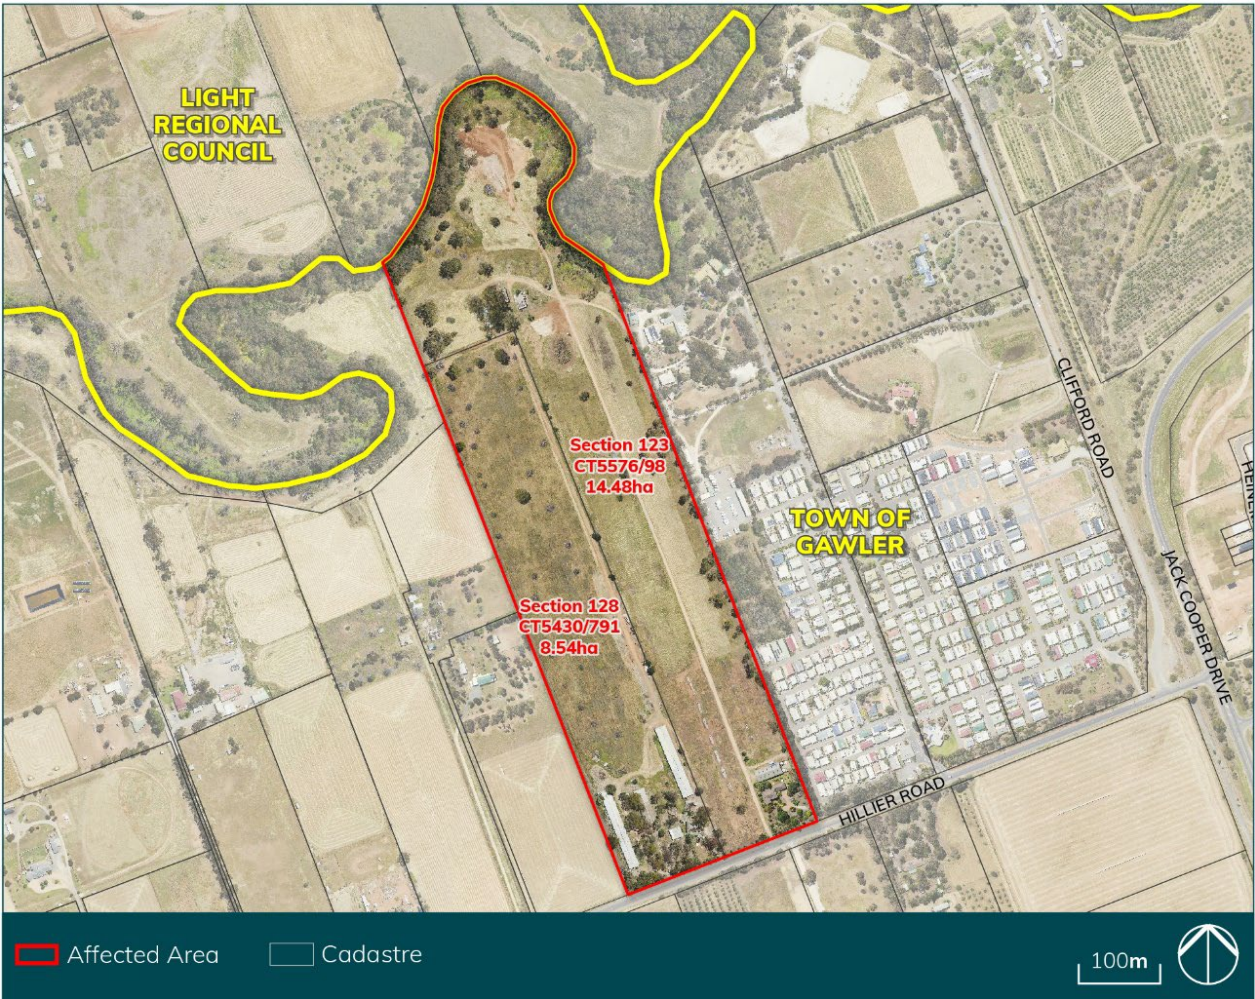 LIGHT
REGIONAL
COUNCIL
CLIFFORD ROAD
Section 123
CT5576/98
14.48ha
TOWN OF
GAWLER
JACK COOPER DRIVE
Section 128
CT5430/791
8.54ha
HILLIER ROAD
Affected Area
Cadastre
100m